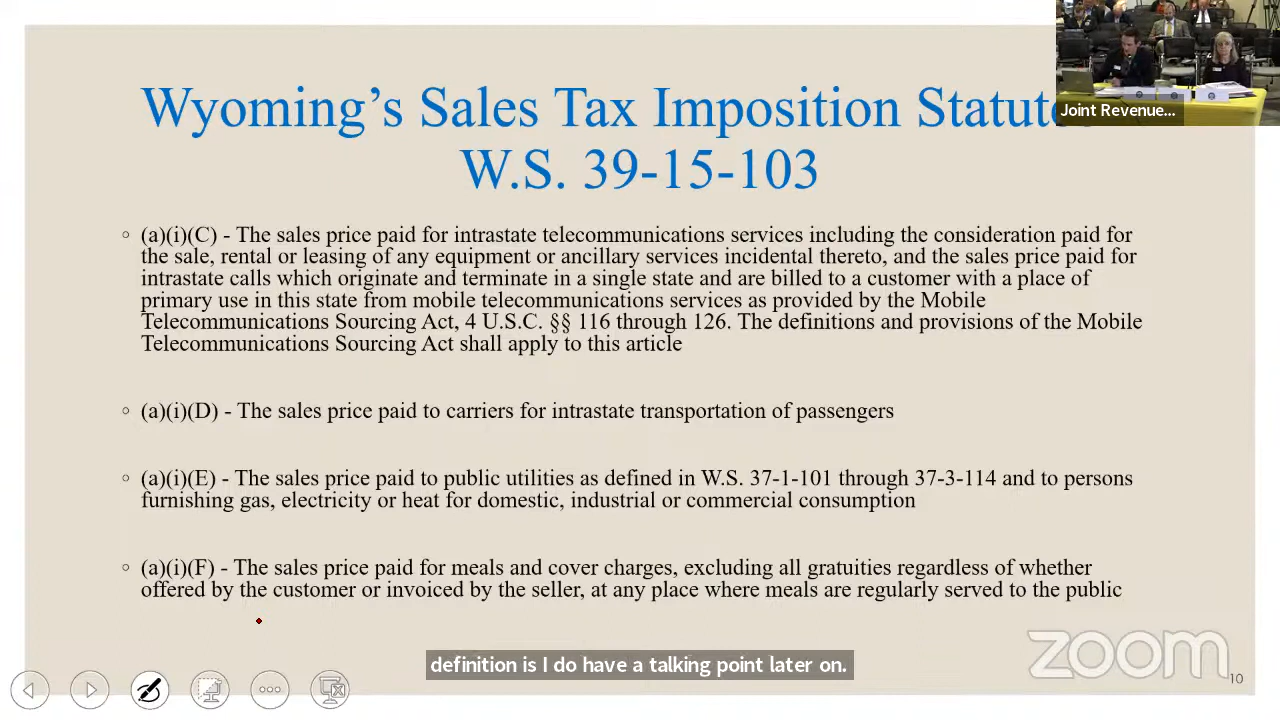 Wyoming's Sales Tax Imposition Statute
W.S. 39-15-103
Joint Revenue...
(a)(i)(C) - The sales price paid for intrastate telecommunications services including the consideration paid for
the sale, rental or leasing of any equipment or ancillary services incidental thereto, and the sales price paid for
intrastate calls which originate and terminate in a single state and are billed to a customer with a place of
primary use in this state from mobile telecommunications services as provided by the Mobile
Telecommunications Sourcing Act, 4 U.S.C. §§ 116 through 126. The definitions and provisions of the Mobile
Telecommunications Sourcing Act shall apply to this article
(a)(i)(D) - The sales price paid to carriers for intrastate transportation of passengers
(a)(i)(E) - The sales price paid to public utilities as defined in W.S. 37-1-101 through 37-3-114 and to persons
furnishing gas, electricity or heat for domestic, industrial or commercial consumption
(a)(i)(F) - The sales price paid for meals and cover charges, excluding all gratuities regardless of whether
offered by the customer or invoiced by the seller, at any place where meals are regularly served to the public
definition is I do have a talking point later on.
zoom
10